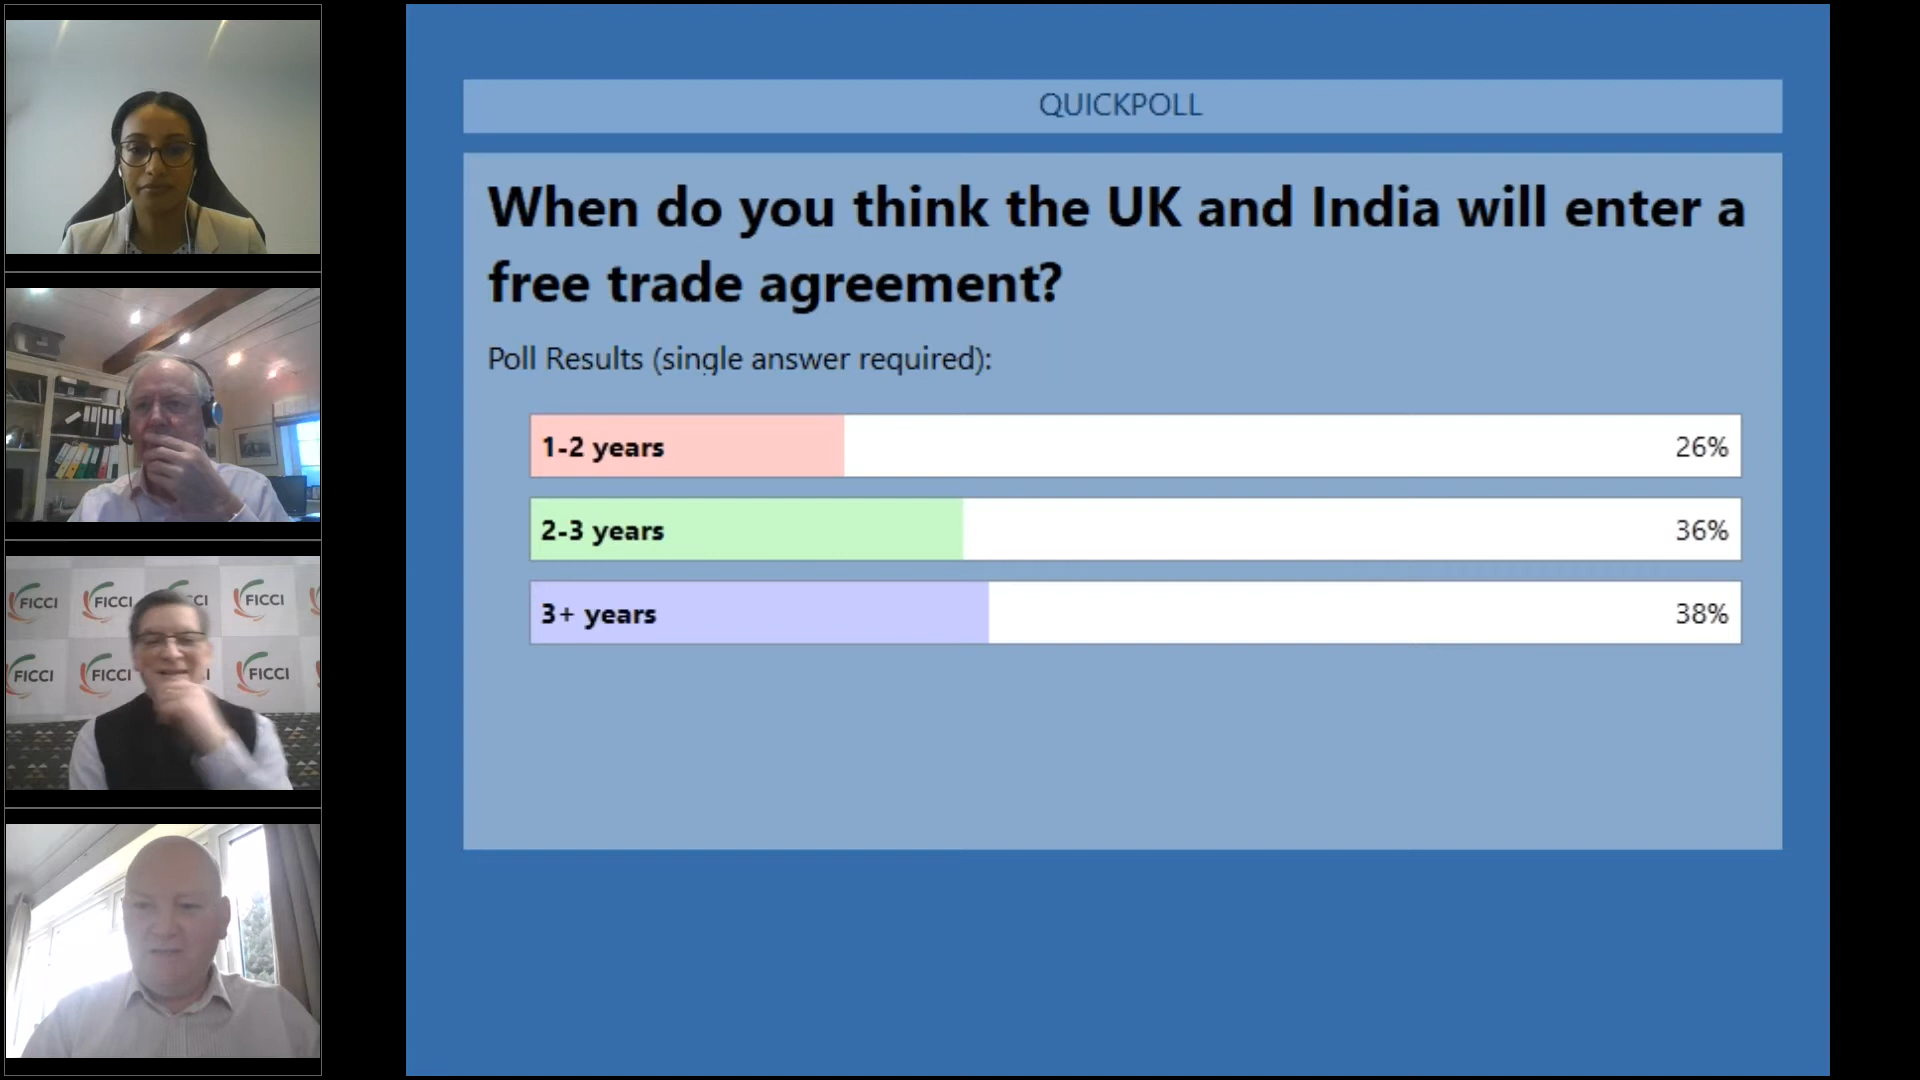 QUICKPOLL
When do you think the UK and India will enter a
free trade agreement?
Poll Results (single answer required):
1-2 years 26%
2-3 years 36%
3+ years 38%
FICCI FICCI CCI FICCI
FICCI FICCI FICCI